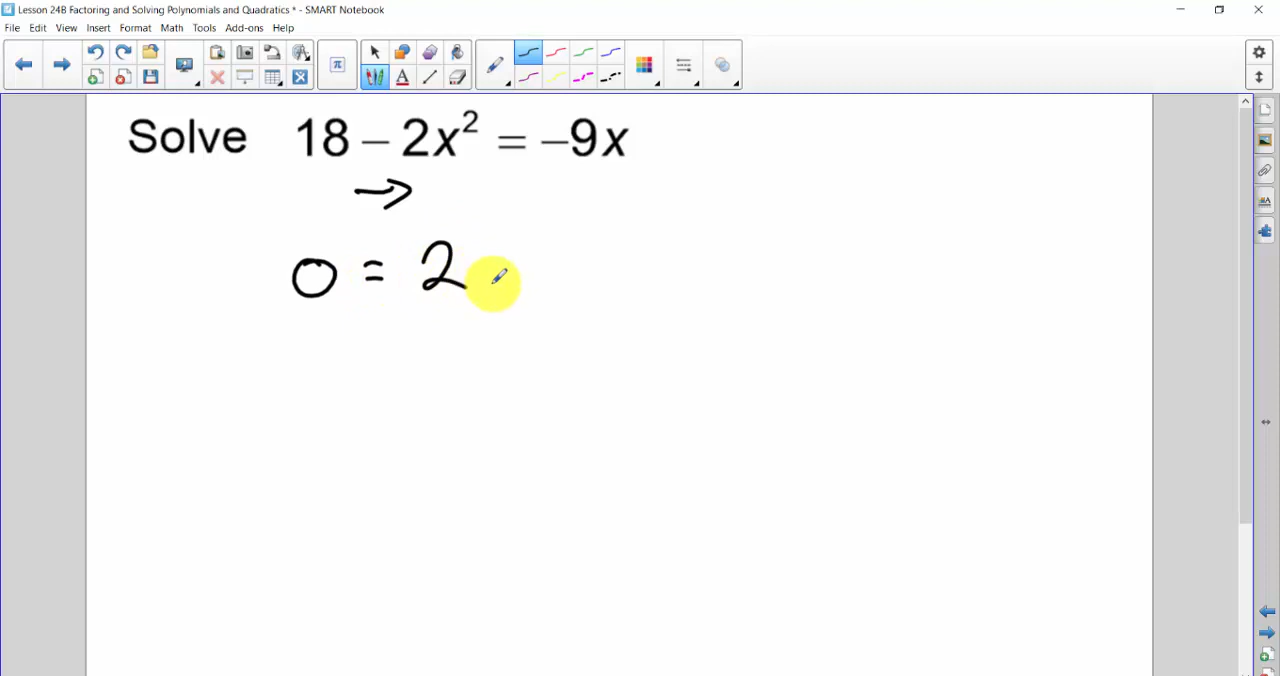 Lesson 24B Factoring and Solving Polynomials and Quadratics * - SMART Notebook
File Edit View Insert Format Math Tools Add-ons Help
Solve 18 – 2x² = –9x
→
0 = 2